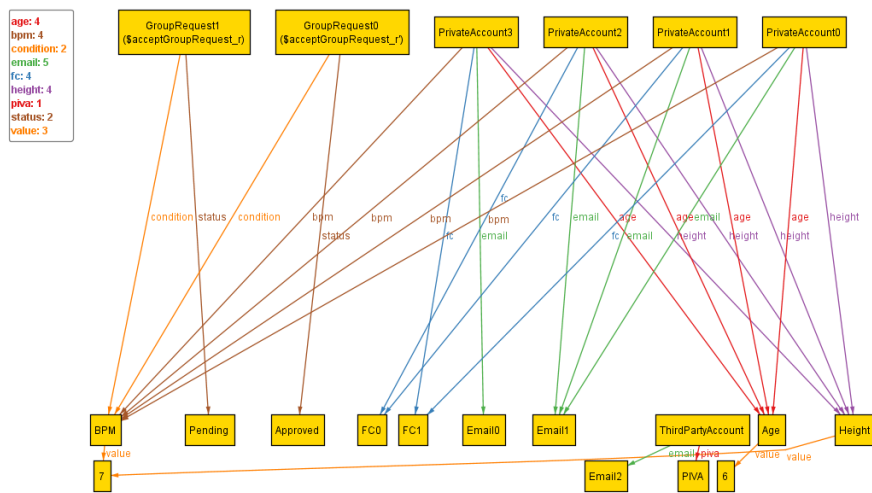 age: 4
bpm: 4
condition: 2
email: 5
fc: 4
height: 4
piva: 1
status: 2
value: 3
GroupRequest1
($acceptGroupRequest_r)
GroupRequest0
($acceptGroupRequest_r')
PrivateAccount3
PrivateAccount2
PrivateAccount1
PrivateAccount0
fc
condition
status
condition
bpm
bpm
bpm
bpm
fc
email
age
age
email
age
age
height
status
fc
email
fc
email
height
height
height
BPM
Pending
Approved
FC0
FC1
Email0
Email1
ThirdPartyAccount
Age
Height
value
email
piva
value
value
7
Email2
PIVA
6